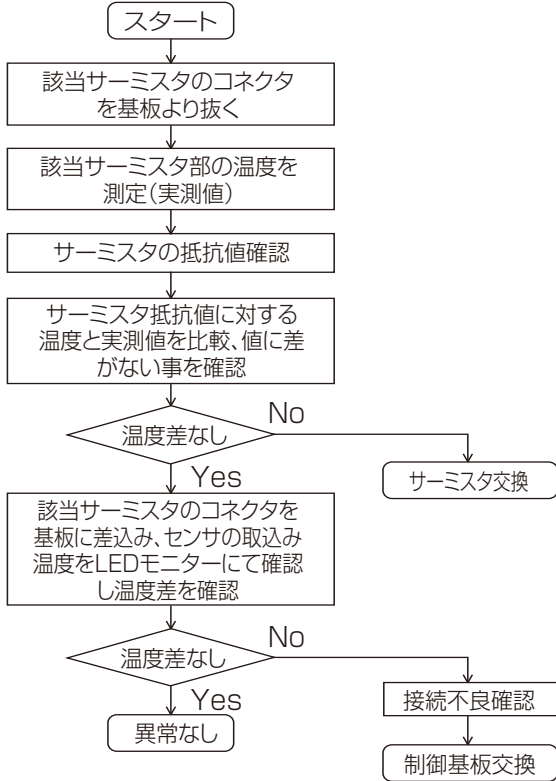 スタート
該当サーミスタのコネクタ
を基板より抜く
該当サーミスタ部の温度を
測定(実測値)
サーミスタの抵抗値確認
サーミスタ抵抗値に対する
温度と実測値を比較、値に差
がない事を確認
温度差なし
No
サーミスタ交換
Yes
該当サーミスタのコネクタを
基板に差込み、センサの取込み
温度をLEDモニターにて確認
し温度差を確認
温度差なし
No
接続不良確認
制御基板交換
Yes
異常なし